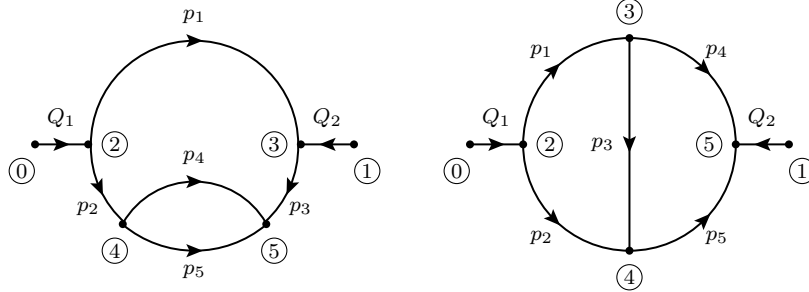 p₁
Q₁ Q₂
⓪ ② ③ ①
p₄
p₂ p₃
④ ⑤
p₅
③
p₁ p₄
Q₁ Q₂
⓪ ② p₃ ⑤ ①
p₂ p₅
④